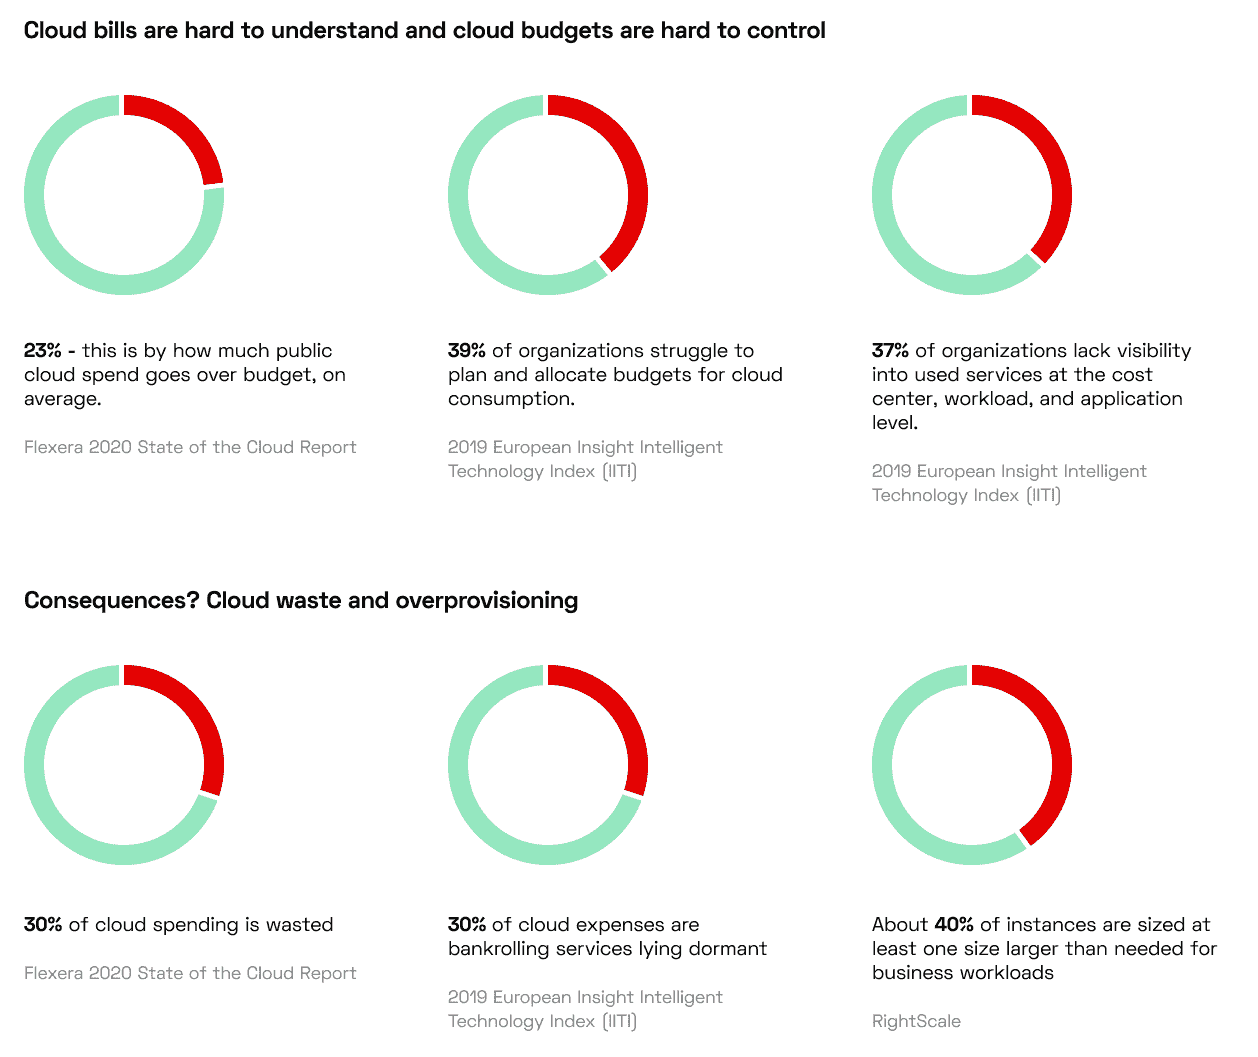 Cloud bills are hard to understand and cloud budgets are hard to control
23% - this is by how much public
cloud spend goes over budget, on
average.
Flexera 2020 State of the Cloud Report
39% of organizations struggle to
plan and allocate budgets for cloud
consumption.
2019 European Insight Intelligent
Technology Index (IITI)
37% of organizations lack visibility
into used services at the cost
center, workload, and application
level.
2019 European Insight Intelligent
Technology Index (IITI)
Consequences? Cloud waste and overprovisioning
30% of cloud spending is wasted
Flexera 2020 State of the Cloud Report
30% of cloud expenses are
bankrolling services lying dormant
2019 European Insight Intelligent
Technology Index (IITI)
About 40% of instances are sized at
least one size larger than needed for
business workloads
RightScale